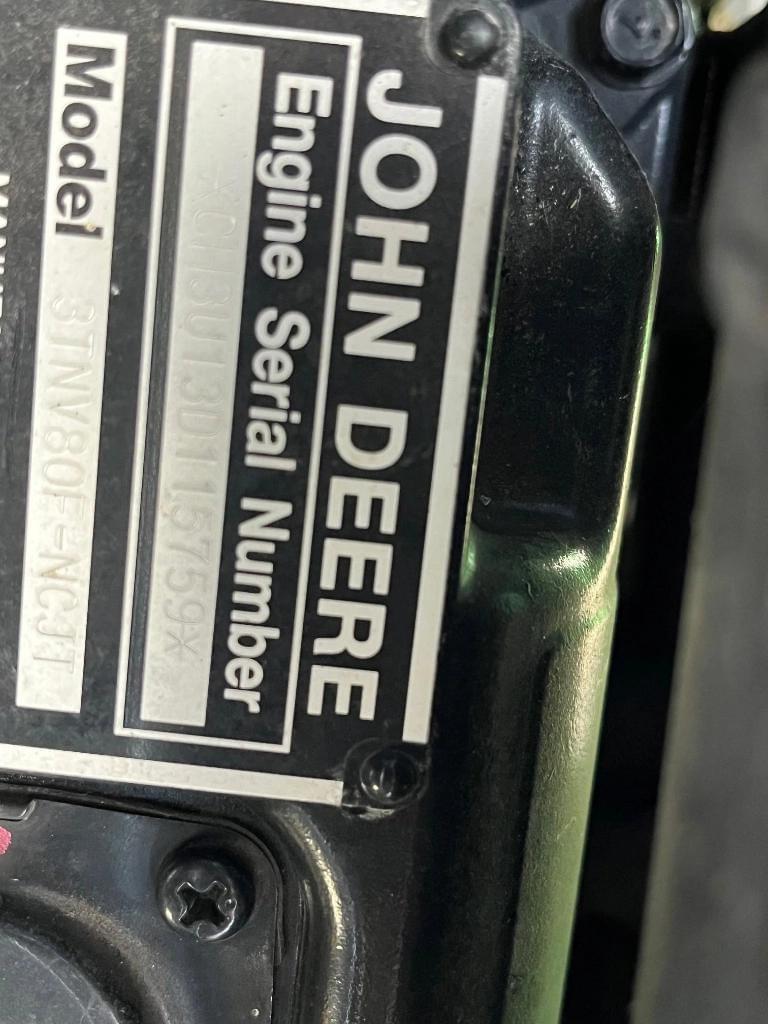 JOHN DEERE
Engine Serial Number
*CH3U13D115759*
Model 3TNV80F-NCJT